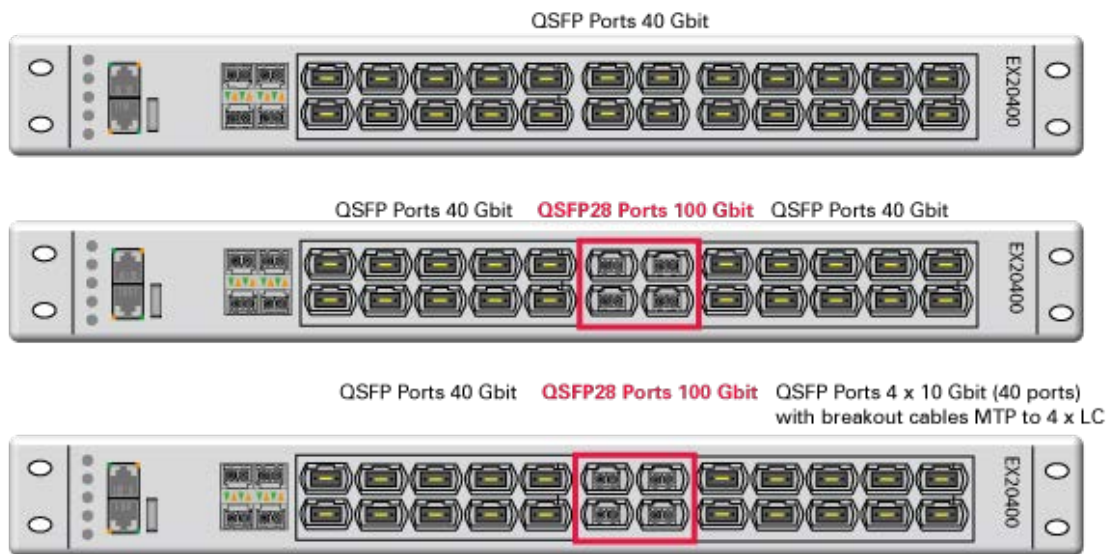 QSFP Ports 40 Gbit
EX20400
QSFP Ports 40 Gbit QSFP28 Ports 100 Gbit QSFP Ports 40 Gbit
EX20400
QSFP Ports 40 Gbit QSFP28 Ports 100 Gbit QSFP Ports 4 x 10 Gbit (40 ports)
with breakout cables MTP to 4 x LC
EX20400